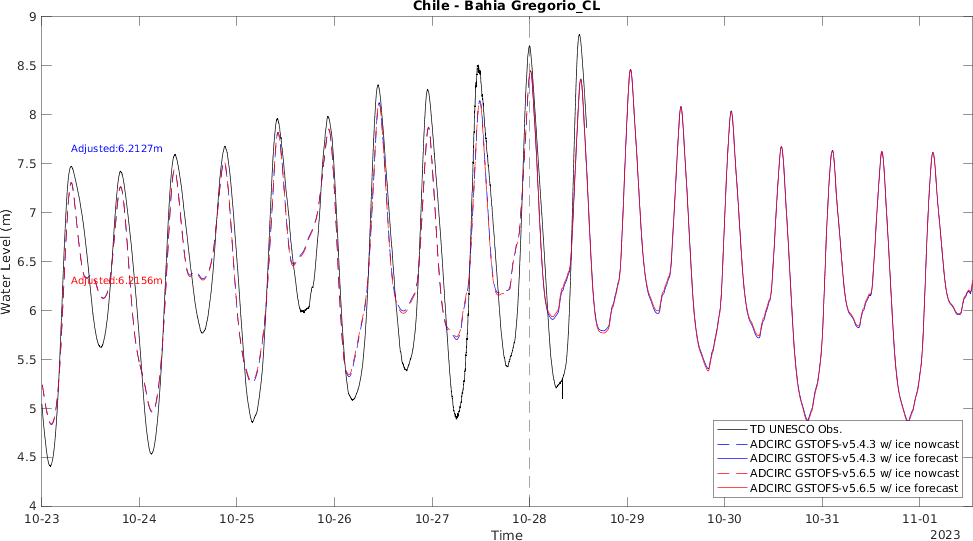 Chile - Bahia Gregorio_CL
9
8.5
8
7.5
7
6.5
6
5.5
5
4.5
4
Water Level (m)
Adjusted:6.2127m
Adjusted:6.2156m
TD UNESCO Obs.
ADCIRC GSTOFS-v5.4.3 w/ ice nowcast
ADCIRC GSTOFS-v5.4.3 w/ ice forecast
ADCIRC GSTOFS-v5.6.5 w/ ice nowcast
ADCIRC GSTOFS-v5.6.5 w/ ice forecast
10-23 10-24 10-25 10-26 10-27 10-28 10-29 10-30 10-31 11-01
Time
2023